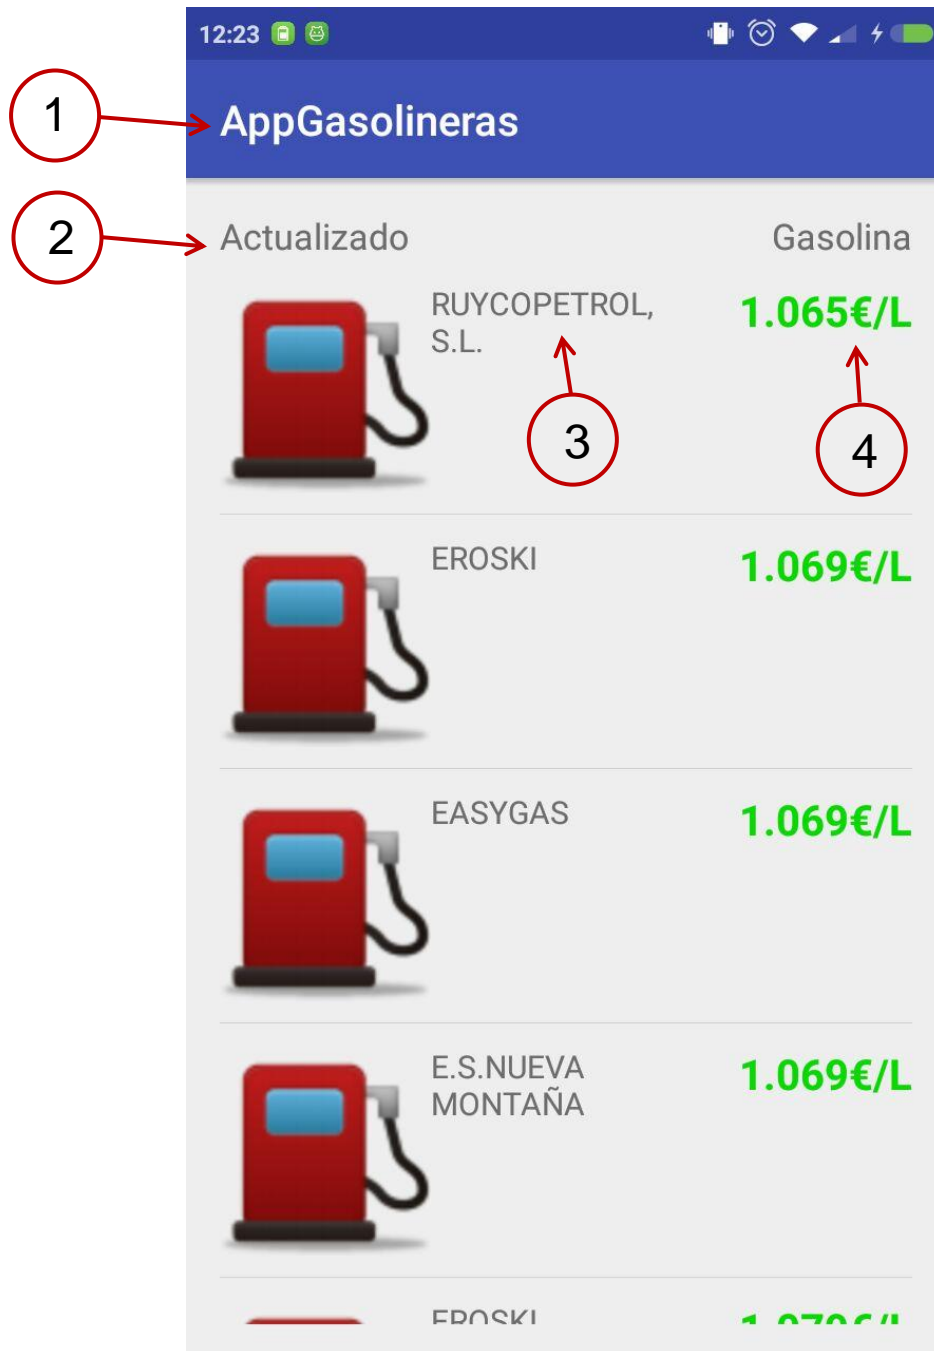 12:23
1
AppGasolineras
2
Actualizado Gasolina
RUYCOPETROL, 1.065€/L
S.L.
3 4
EROSKI 1.069€/L
EASYGAS 1.069€/L
E.S.NUEVA 1.069€/L
MONTAÑA
EROSKI